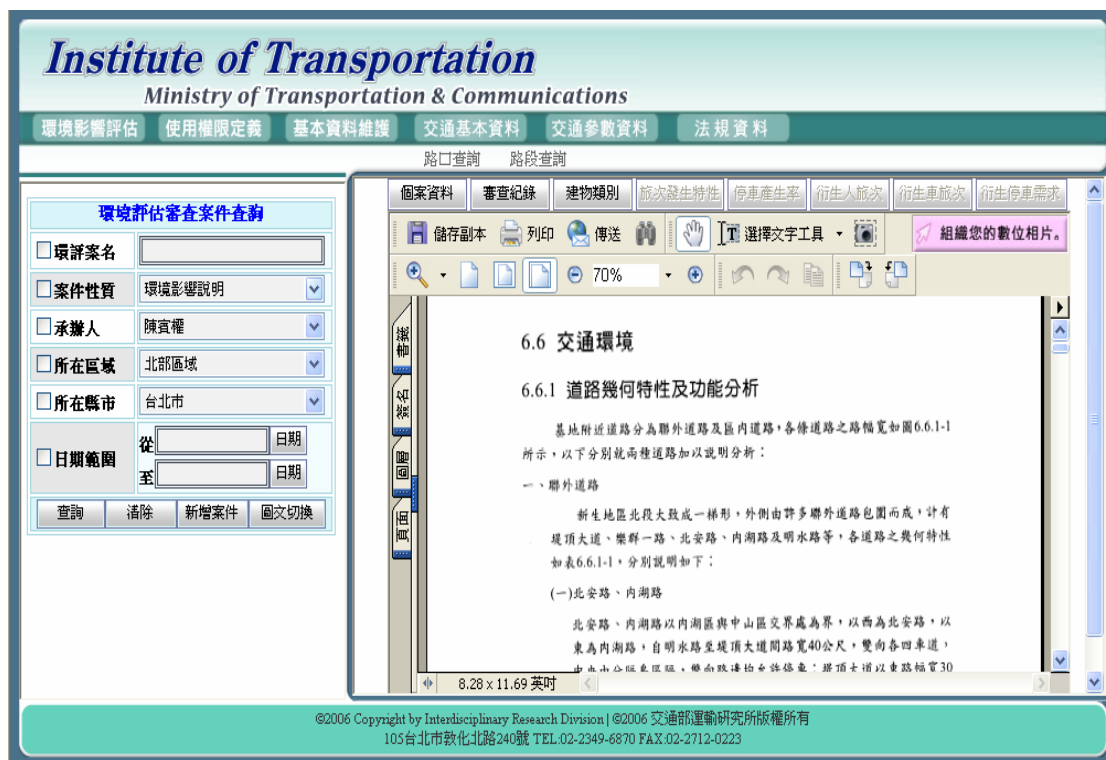 Institute of Transportation
Ministry of Transportation & Communications
環境影響評估 使用權限定義 基本資料維護 交通基本資料 交通參數資料 法規資料
路口查詢 路段查詢
環境評估審查案件查詢
環評案名
案件性質 環境影響說明
承辦人 陳賓權
所在區域 北部區域
所在縣市 台北市
日期範圍 從 日期
至 日期
查詢 清除 新增案件 圖文切換
個案資料 審查紀錄 建物類別 旅次發生特性 停車產生率 衍生人旅次 衍生車旅次 衍生停車需求
儲存副本 列印 傳送 選擇文字工具 組織您的數位相片。
70%
書籤
簽名
圖層
頁面
6.6 交通環境
6.6.1 道路幾何特性及功能分析
基地附近道路分為聯外道路及區內道路，各條道路之路幅寬如圖6.6.1-1
所示，以下分別就兩種道路加以說明分析：
一、聯外道路
新生地區北段大致成一梯形，外側由許多聯外道路包圍而成，計有
堤頂大道、樂群一路、北安路、內湖路及明水路等，各道路之幾何特性
如表6.6.1-1，分別說明如下：
(一)北安路、內湖路
北安路、內湖路以內湖區與中山區交界處為界，以西為北安路，以
東為內湖路，自明水路至堤頂大道間路寬40公尺，雙向各四車道，
8.28 x 11.69 英吋
©2006 Copyright by Interdisciplinary Research Division | ©2006 交通部運輸研究所版權所有
105台北市敦化北路240號 TEL:02-2349-6870 FAX:02-2712-0223